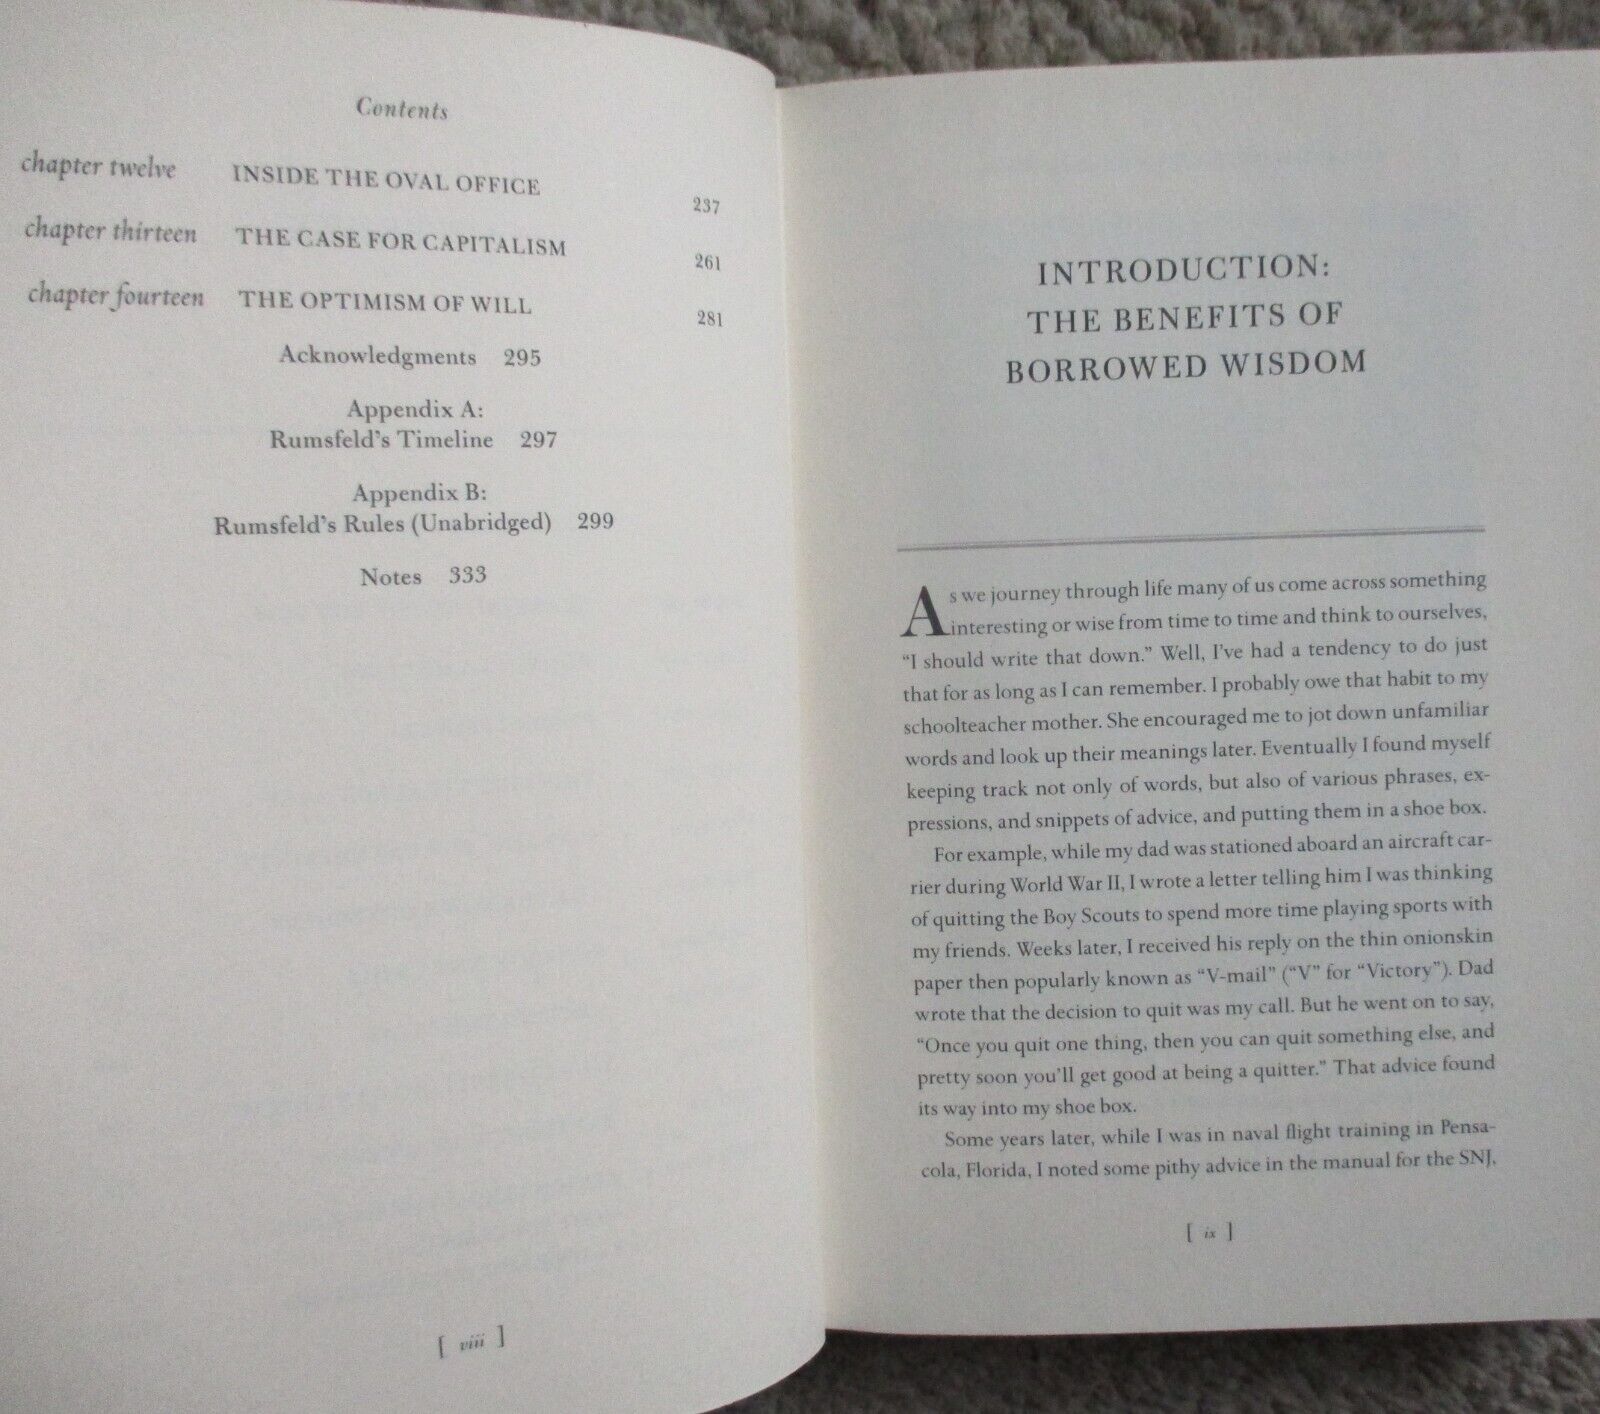 Contents
chapter twelve INSIDE THE OVAL OFFICE 237
chapter thirteen THE CASE FOR CAPITALISM 261
chapter fourteen THE OPTIMISM OF WILL 281
Acknowledgments 295
Appendix A:
Rumsfeld's Timeline 297
Appendix B:
Rumsfeld's Rules (Unabridged) 299
Notes 333
[ viii ]
INTRODUCTION:
THE BENEFITS OF
BORROWED WISDOM
As we journey through life many of us come across something
interesting or wise from time to time and think to ourselves,
“I should write that down.” Well, I’ve had a tendency to do just
that for as long as I can remember. I probably owe that habit to my
schoolteacher mother. She encouraged me to jot down unfamiliar
words and look up their meanings later. Eventually I found myself
keeping track not only of words, but also of various phrases, ex-
pressions, and snippets of advice, and putting them in a shoe box.
For example, while my dad was stationed aboard an aircraft car-
rier during World War II, I wrote a letter telling him I was thinking
of quitting the Boy Scouts to spend more time playing sports with
my friends. Weeks later, I received his reply on the thin onionskin
paper then popularly known as “V-mail” (“V” for “Victory”). Dad
wrote that the decision to quit was my call. But he went on to say,
“Once you quit one thing, then you can quit something else, and
pretty soon you’ll get good at being a quitter.” That advice found
its way into my shoe box.
Some years later, while I was in naval flight training in Pensa-
cola, Florida, I noted some pithy advice in the manual for the SNJ,
[ ix ]